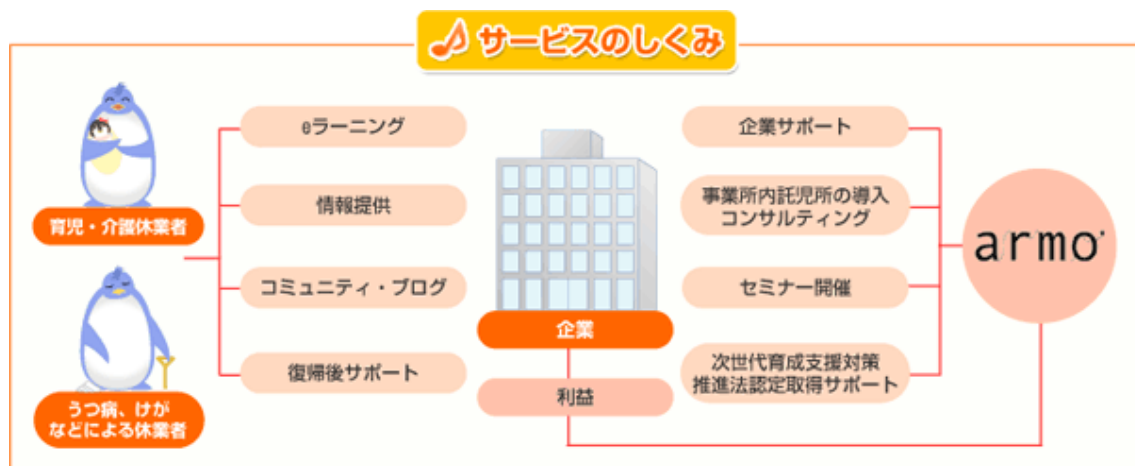 サービスのしくみ
育児・介護休業者
うつ病、けが
などによる休業者
eラーニング
情報提供
コミュニティ・ブログ
復帰後サポート
企業
利益
企業サポート
事業所内託児所の導入
コンサルティング
セミナー開催
次世代育成支援対策
推進法認定取得サポート
armo